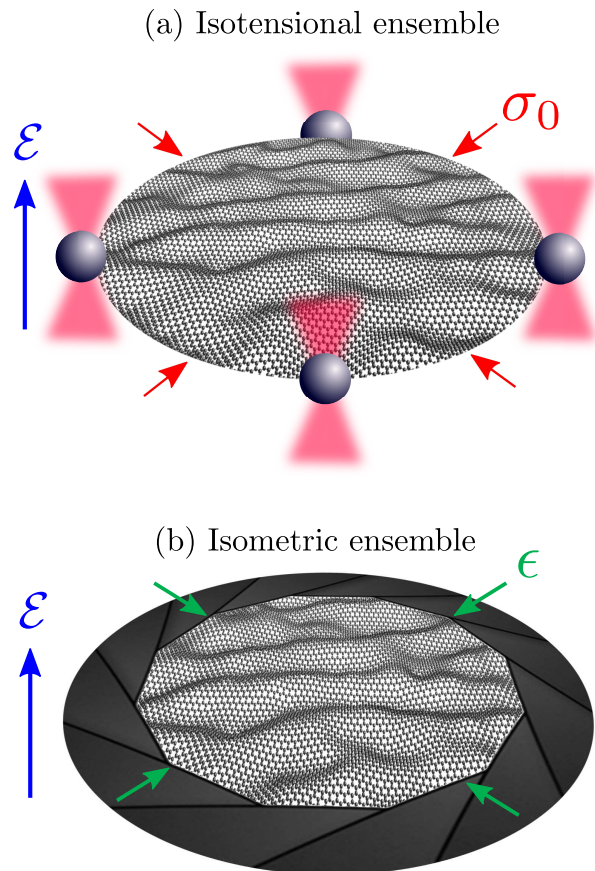 (a) Isotensional ensemble
σ₀
ℰ
(b) Isometric ensemble
ϵ
ℰ